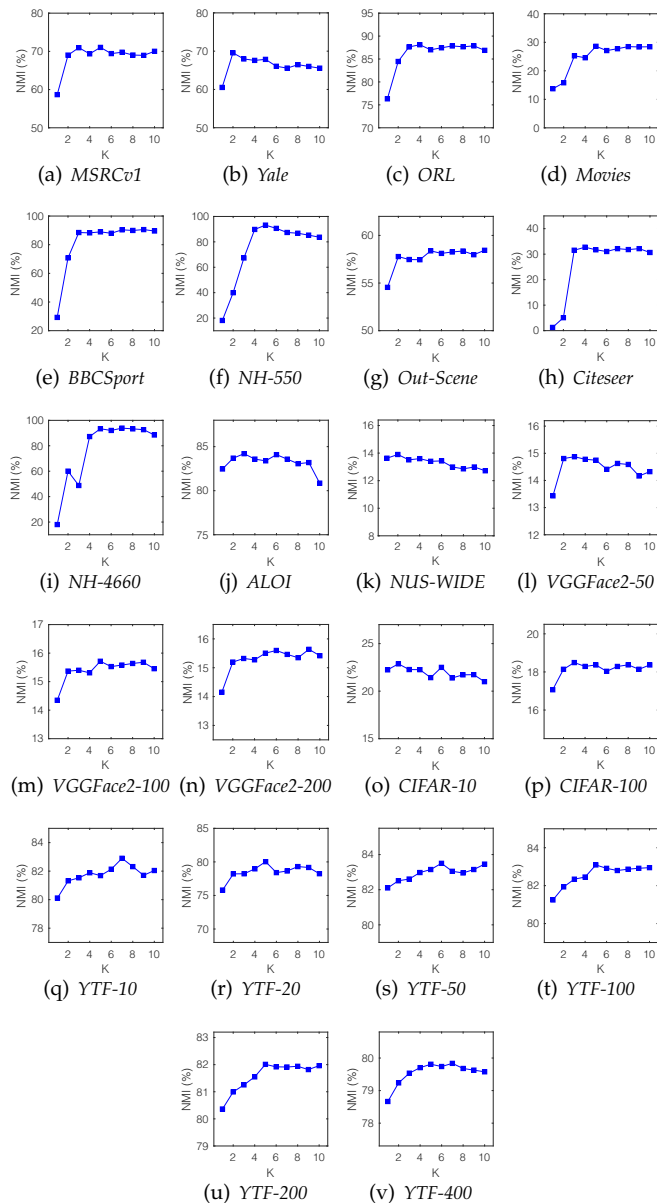 80
70
60
50
NMI (%)
2 4 6 8 10
K
(a) MSRCv1
80
70
60
50
NMI (%)
2 4 6 8 10
K
(b) Yale
95
90
85
80
75
70
NMI (%)
2 4 6 8 10
K
(c) ORL
40
30
20
10
0
NMI (%)
2 4 6 8 10
K
(d) Movies
100
80
60
40
20
NMI (%)
2 4 6 8 10
K
(e) BBCSport
100
80
60
40
20
NMI (%)
2 4 6 8 10
K
(f) NH-550
60
55
50
NMI (%)
2 4 6 8 10
K
(g) Out-Scene
40
30
20
10
0
NMI (%)
2 4 6 8 10
K
(h) Citeseer
100
80
60
40
20
NMI (%)
2 4 6 8 10
K
(i) NH-4660
85
80
75
NMI (%)
2 4 6 8 10
K
(j) ALOI
14
12
10
8
NMI (%)
2 4 6 8 10
K
(k) NUS-WIDE
16
15
14
13
12
NMI (%)
2 4 6 8 10
K
(l) VGGFace2-50
17
16
15
14
13
NMI (%)
2 4 6 8 10
K
(m) VGGFace2-100
16
15
14
13
NMI (%)
2 4 6 8 10
K
(n) VGGFace2-200
25
23
21
19
17
15
NMI (%)
2 4 6 8 10
K
(o) CIFAR-10
20
18
16
NMI (%)
2 4 6 8 10
K
(p) CIFAR-100
84
82
80
78
NMI (%)
2 4 6 8 10
K
(q) YTF-10
85
80
75
70
NMI (%)
2 4 6 8 10
K
(r) YTF-20
84
82
80
NMI (%)
2 4 6 8 10
K
(s) YTF-50
84
82
80
NMI (%)
2 4 6 8 10
K
(t) YTF-100
83
82
81
80
79
NMI (%)
2 4 6 8 10
K
(u) YTF-200
80
79
78
NMI (%)
2 4 6 8 10
K
(v) YTF-400